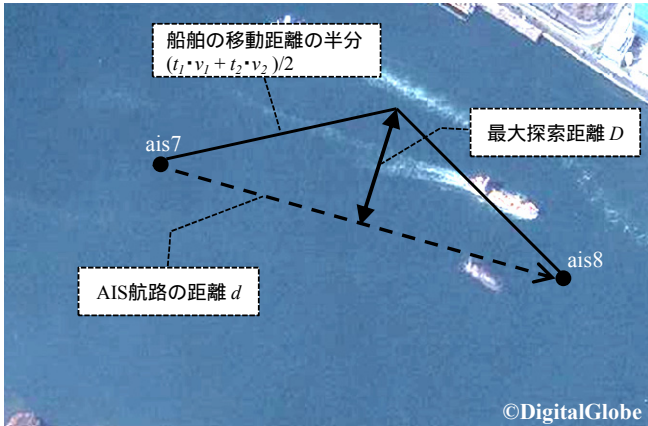 船舶の移動距離の半分
(t₁・v₁ + t₂・v₂ )/2
最大探索距離 D
ais7
ais8
AIS航路の距離 d
©DigitalGlobe